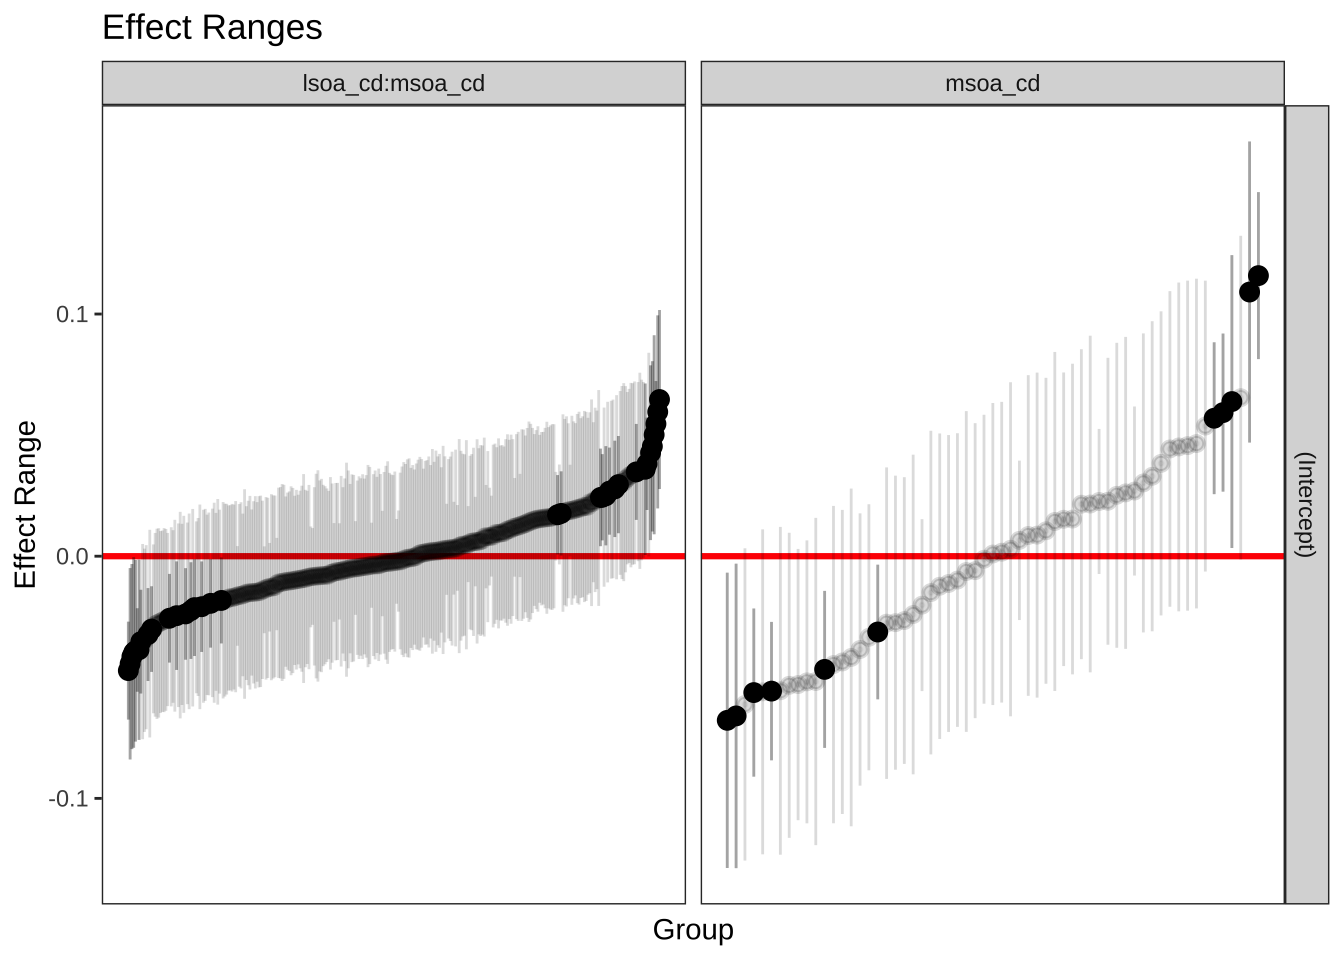 Effect Ranges
lsoa_cd:msoa_cd
msoa_cd
Effect Range
0.1
0.0
-0.1
(Intercept)
Group